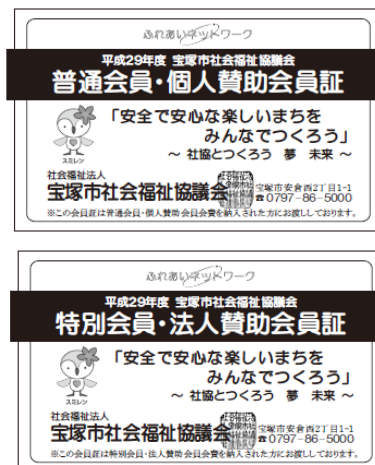 ふれあいネットワーク
平成29年度 宝塚市社会福祉協議会
普通会員・個人賛助会員証
「安全で安心な楽しいまちを
みんなでつくろう」
～ 社協とつくろう 夢 未来 ～
スミレン
社会福祉法人
宝塚市社会福祉協議会
宝塚市安倉西2丁目1-1
☎0797-86-5000
※この会員証は普通会員・個人賛助会員会費を納入された方にお渡ししております。
ふれあいネットワーク
平成29年度 宝塚市社会福祉協議会
特別会員・法人賛助会員証
「安全で安心な楽しいまちを
みんなでつくろう」
～ 社協とつくろう 夢 未来 ～
スミレン
社会福祉法人
宝塚市社会福祉協議会
宝塚市安倉西2丁目1-1
☎0797-86-5000
※この会員証は特別会員・法人賛助会員会費を納入された方にお渡ししております。